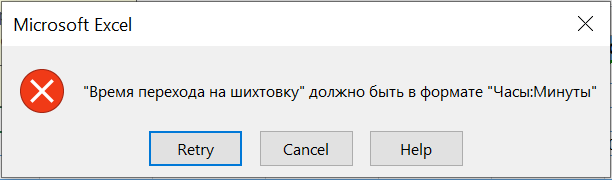 Microsoft Excel
"Время перехода на шихтовку" должно быть в формате "Часы:Минуты"
Retry
Cancel
Help